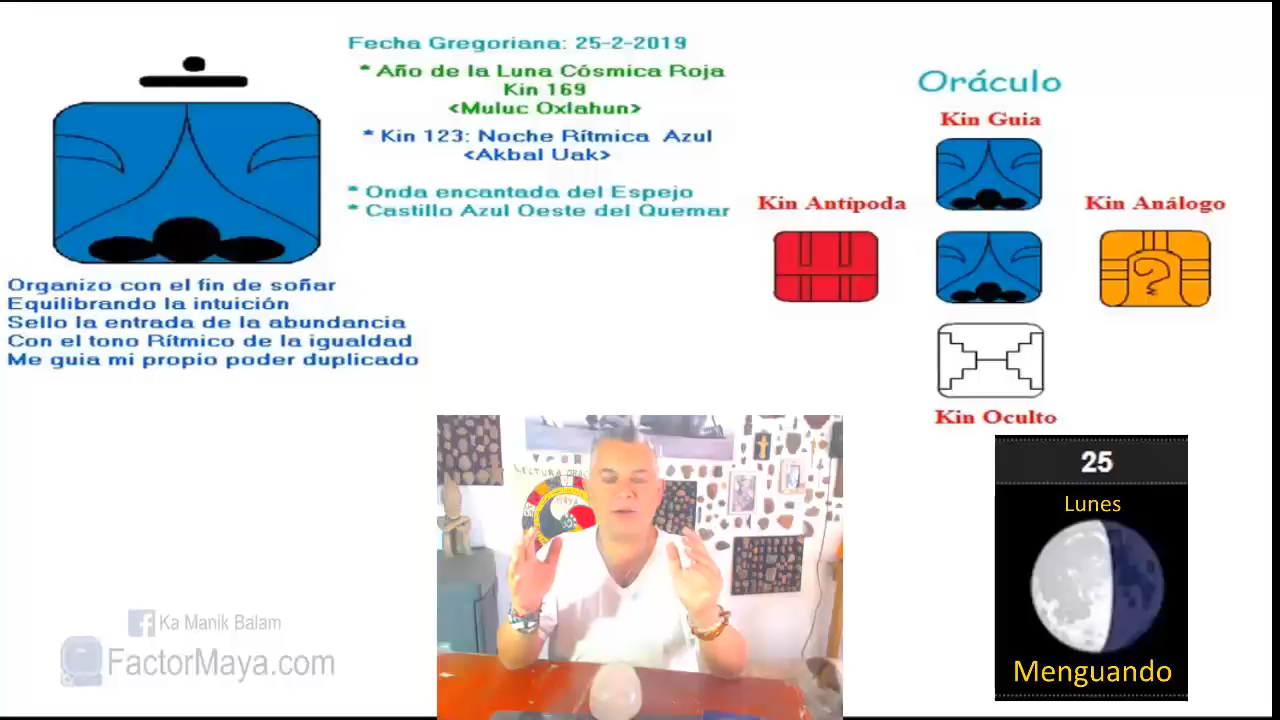 Fecha Gregoriana: 25-2-2019
* Año de la Luna Cósmica Roja
Kin 169
<Muluc Oxlahun>
* Kin 123: Noche Rítmica Azul
<Akbal Uak>
* Onda encantada del Espejo
* Castillo Azul Oeste del Quemar
Organizo con el fin de soñar
Equilibrando la intuición
Sello la entrada de la abundancia
Con el tono Rítmico de la igualdad
Me guia mi propio poder duplicado
Oráculo
Kin Guia
Kin Antípoda
Kin Análogo
Kin Oculto
25
Lunes
Menguando
LECTURA
MAYA
Ka Manik Balam
FactorMaya.com